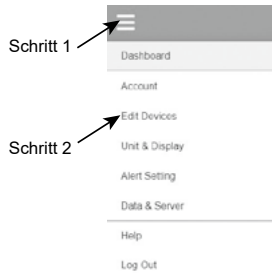 Schritt 1
Dashboard
Account
Edit Devices
Schritt 2
Unit & Display
Alert Setting
Data & Server
Help
Log Out